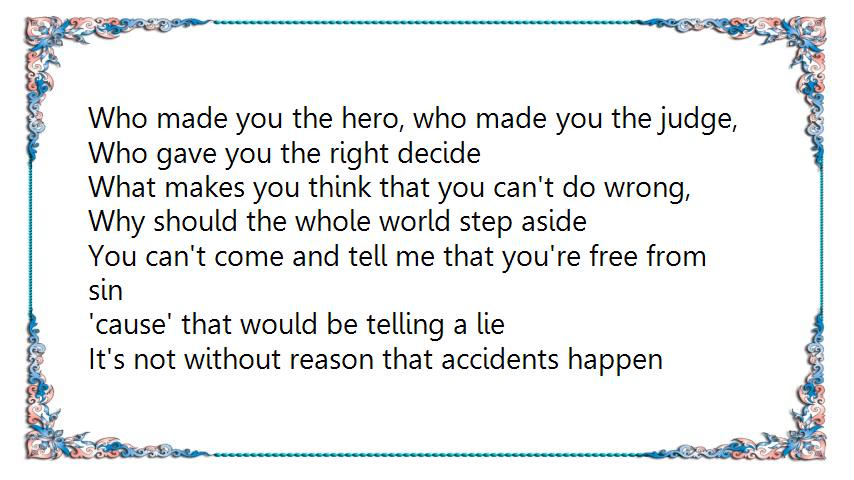 Who made you the hero, who made you the judge,
Who gave you the right decide
What makes you think that you can't do wrong,
Why should the whole world step aside
You can't come and tell me that you're free from
sin
'cause' that would be telling a lie
It's not without reason that accidents happen